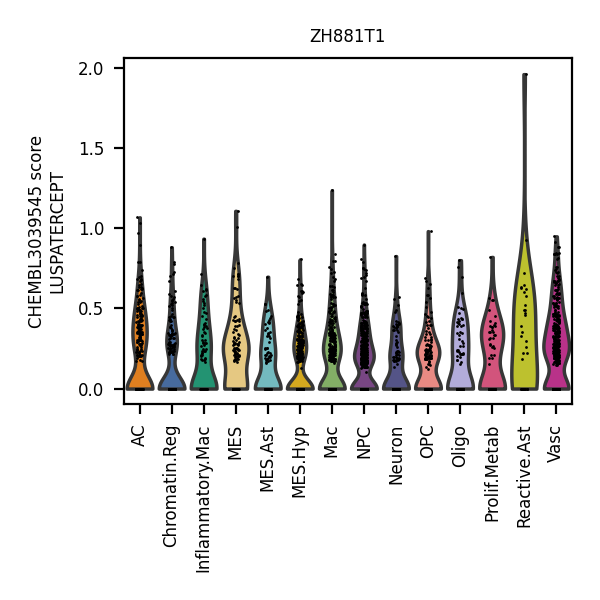 ZH881T1
CHEMBL3039545 score
LUSPATERCEPT
2.0
1.5
1.0
0.5
0.0
AC
Chromatin.Reg
Inflammatory.Mac
MES
MES.Ast
MES.Hyp
Mac
NPC
Neuron
OPC
Oligo
Prolif.Metab
Reactive.Ast
Vasc